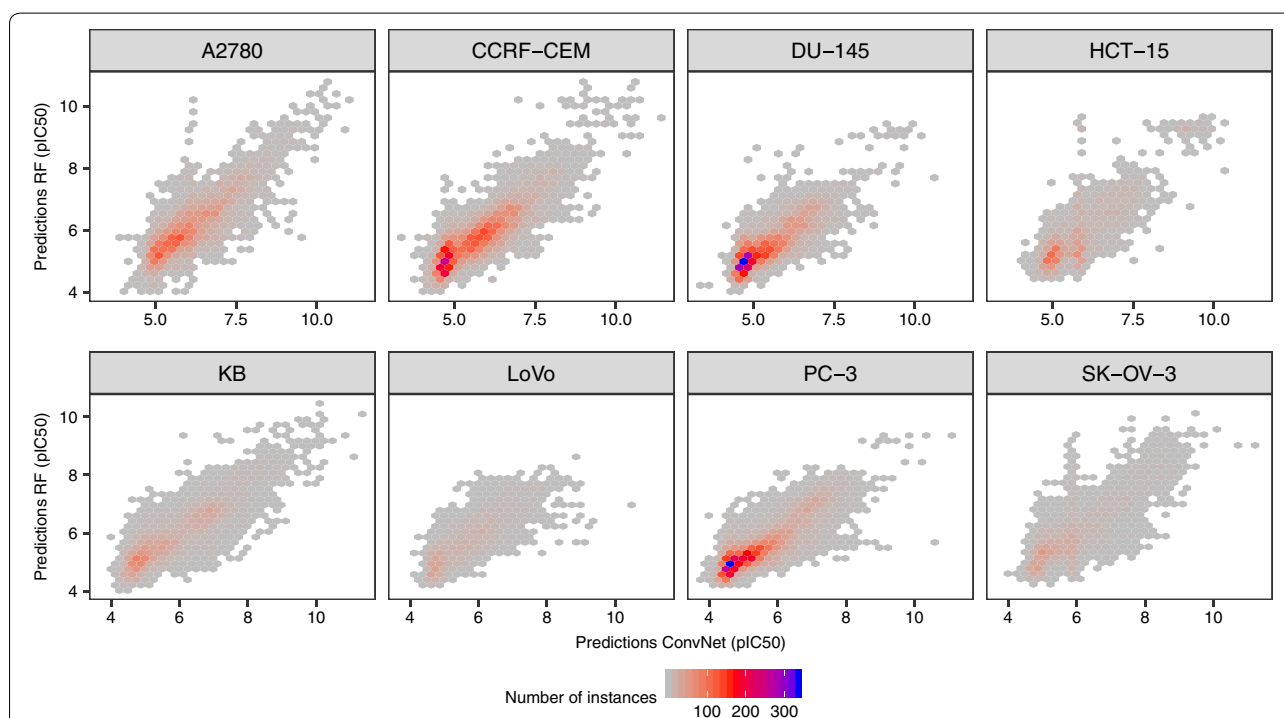 A2780 CCRF−CEM DU−145 HCT−15
Predictions RF (pIC50)
10
8
6
4
5.0 7.5 10.0 5.0 7.5 10.0 5.0 7.5 10.0 5.0 7.5 10.0
KB LoVo PC−3 SK−OV−3
Predictions RF (pIC50)
10
8
6
4
4 6 8 10 4 6 8 10 4 6 8 10 4 6 8 10
Predictions ConvNet (pIC50)
Number of instances
100 200 300